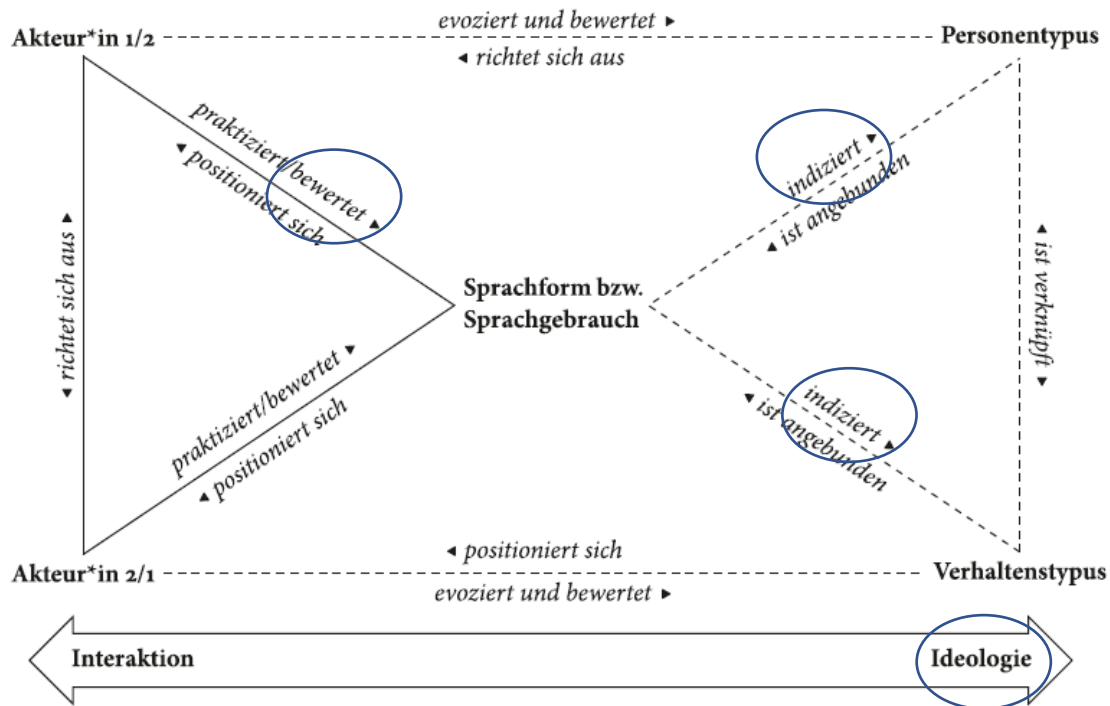 evoziert und bewertet ▸
Akteur*in 1/2
Personentypus
◂ richtet sich aus
praktiziert/bewertet ▸
◂ positioniert sich
indiziert ▸
◂ ist angebunden
◂ richtet sich aus ▸
Sprachform bzw.
Sprachgebrauch
◂ ist verknüpft ▸
praktiziert/bewertet ▸
◂ positioniert sich
indiziert ▸
◂ ist angebunden
◂ positioniert sich
Akteur*in 2/1
Verhaltenstypus
evoziert und bewertet ▸
Interaktion
Ideologie